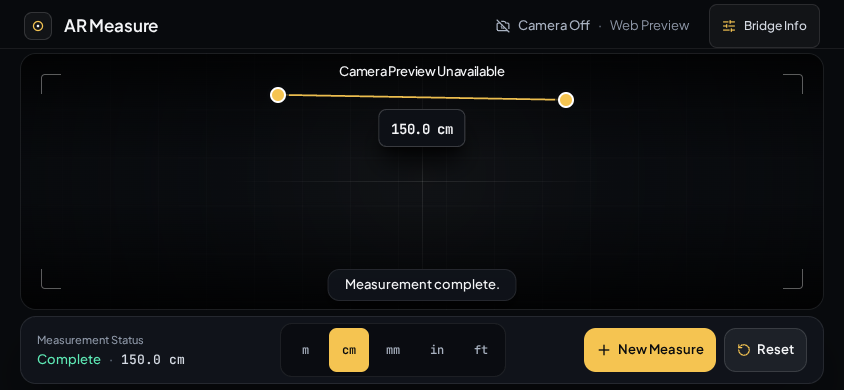 AR Measure
Camera Off · Web Preview
Bridge Info
Camera Preview Unavailable
150.0 cm
Measurement complete.
Measurement Status
Complete · 150.0 cm
m cm mm in ft
New Measure
Reset